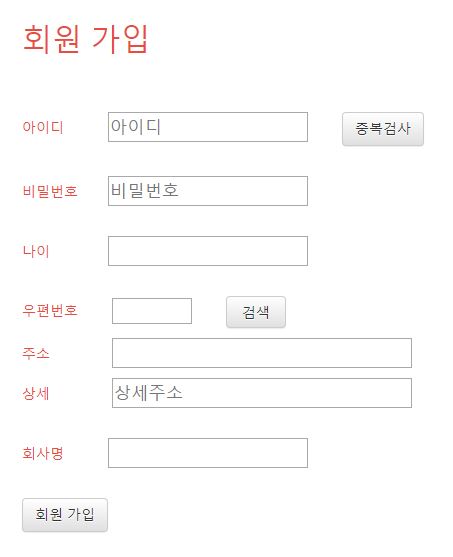 회원 가입
아이디 아이디 중복검사
비밀번호 비밀번호
나이
우편번호 검색
주소
상세 상세주소
회사명
회원 가입